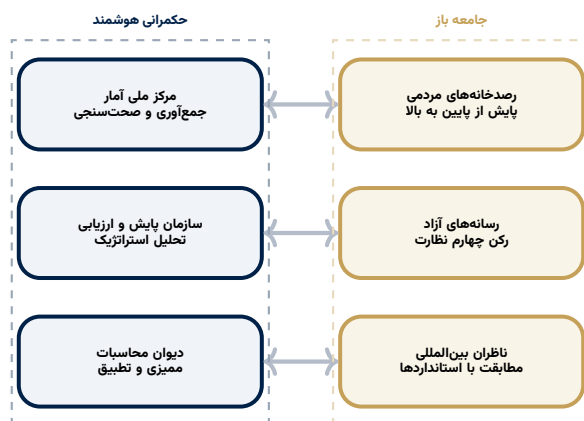 جامعه باز
حکمرانی هوشمند
رصدخانه‌های مردمی
پایش از پایین به بالا
مرکز ملی آمار
جمع‌آوری و صحت‌سنجی
رسانه‌های آزاد
رکن چهارم نظارت
سازمان پایش و ارزیابی
تحلیل استراتژیک
ناظران بین‌المللی
مطابقت با استانداردها
دیوان محاسبات
ممیزی و تطبیق